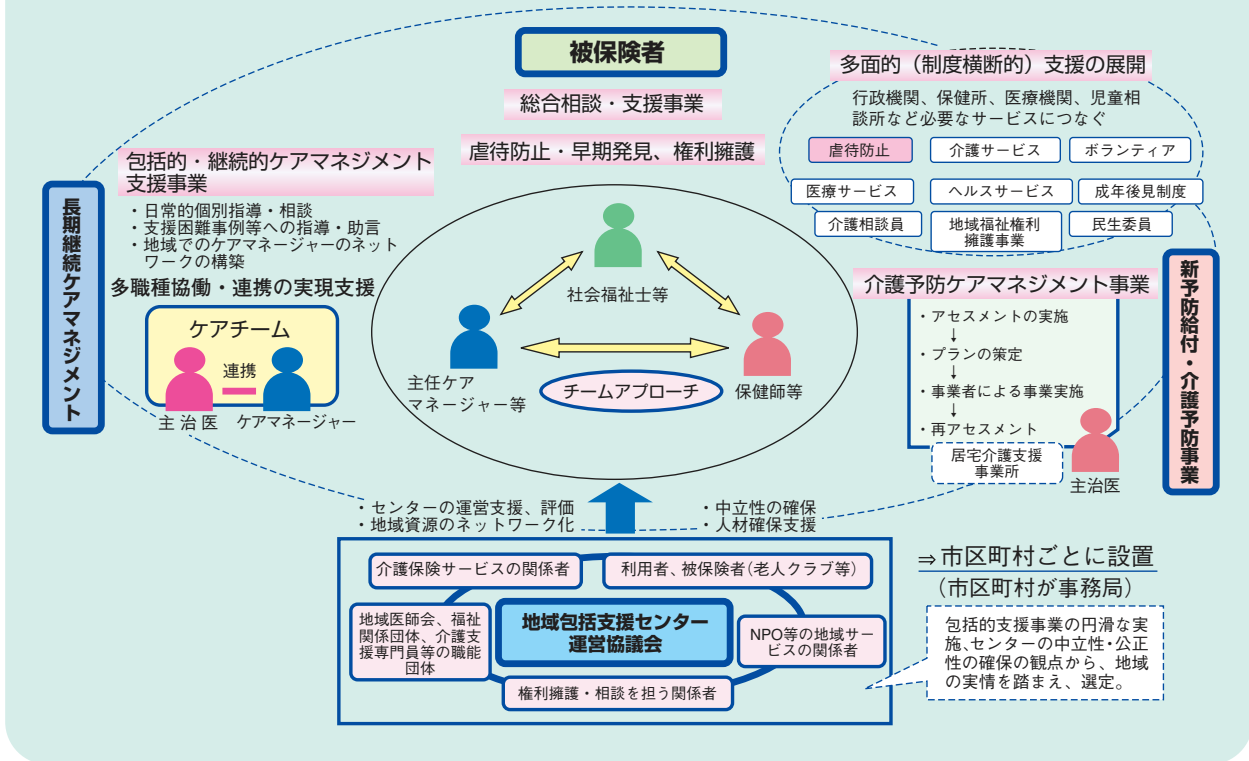 被保険者
総合相談・支援事業
虐待防止・早期発見、権利擁護
多面的（制度横断的）支援の展開
行政機関、保健所、医療機関、児童相
談所など必要なサービスにつなぐ
虐待防止
介護サービス
ボランティア
医療サービス
ヘルスサービス
成年後見制度
介護相談員
地域福祉権利
擁護事業
民生委員
長期継続ケアマネジメント
包括的・継続的ケアマネジメント
支援事業
・日常的個別指導・相談
・支援困難事例等への指導・助言
・地域でのケアマネージャーのネット
ワークの構築
多職種協働・連携の実現支援
ケアチーム
連携
主治医
ケアマネージャー
社会福祉士等
主任ケア
マネージャー等
チームアプローチ
保健師等
介護予防ケアマネジメント事業
・アセスメントの実施
↓
・プランの策定
↓
・事業者による事業実施
↓
・再アセスメント
居宅介護支援
事業所
主治医
新予防給付・介護予防事業
・センターの運営支援、評価
・地域資源のネットワーク化
・中立性の確保
・人材確保支援
介護保険サービスの関係者
利用者、被保険者（老人クラブ等）
地域医師会、福祉
関係団体、介護支
援専門員等の職能
団体
地域包括支援センター
運営協議会
NPO等の地域サー
ビスの関係者
権利擁護・相談を担う関係者
⇒市区町村ごとに設置
（市区町村が事務局）
包括的支援事業の円滑な実
施、センターの中立性・公正
性の確保の観点から、地域
の実情を踏まえ、選定。